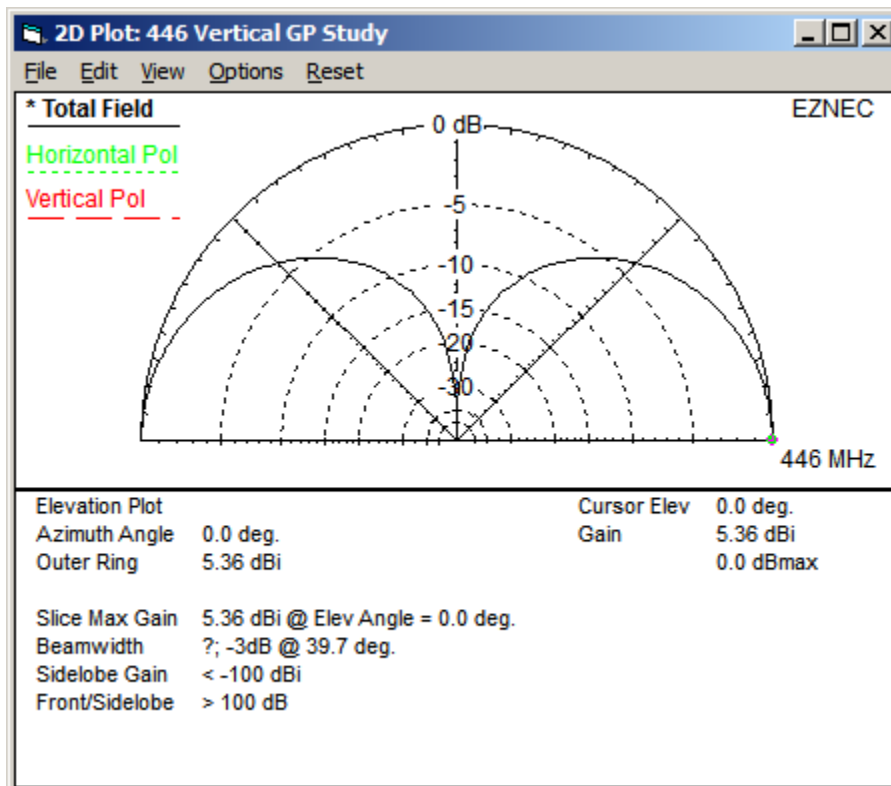 2D Plot: 446 Vertical GP Study
File Edit View Options Reset
* Total Field
EZNEC
Horizontal Pol
Vertical Pol
0 dB
-5
-10
-15
-20
-30
446 MHz
Elevation Plot
Cursor Elev 0.0 deg.
Azimuth Angle 0.0 deg.
Gain 5.36 dBi
Outer Ring 5.36 dBi
0.0 dBmax
Slice Max Gain 5.36 dBi @ Elev Angle = 0.0 deg.
Beamwidth ?; -3dB @ 39.7 deg.
Sidelobe Gain < -100 dBi
Front/Sidelobe > 100 dB